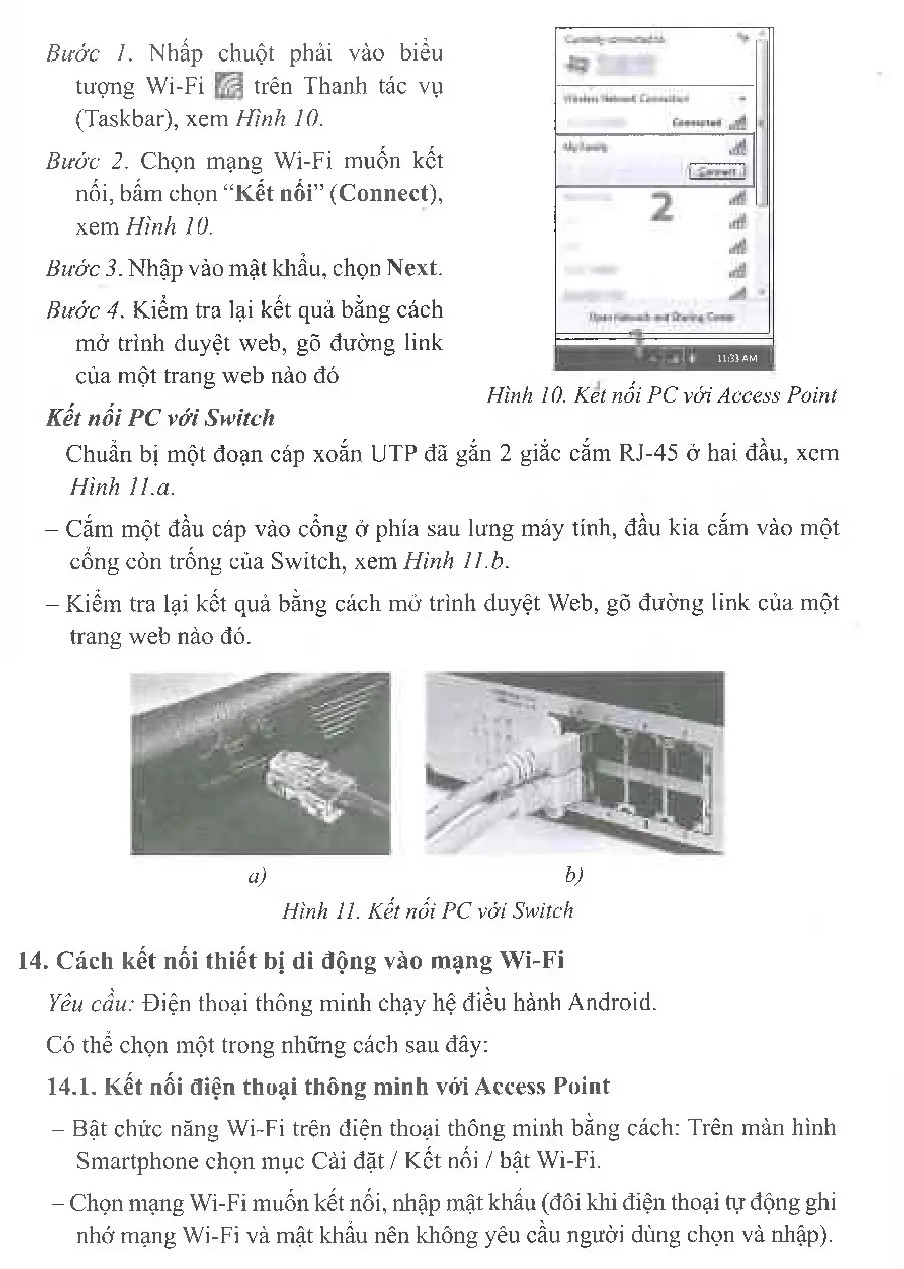 Bước 1. Nhấp chuột phải vào biểu
tượng Wi-Fi trên Thanh tác vụ
(Taskbar), xem Hình 10.
Bước 2. Chọn mạng Wi-Fi muốn kết
nối, bấm chọn “Kết nối” (Connect),
xem Hình 10.
Bước 3. Nhập vào mật khẩu, chọn Next.
Bước 4. Kiểm tra lại kết quả bằng cách
mở trình duyệt web, gõ đường link
của một trang web nào đó
Currently connected to:
Wireless Network Connection
Connected
My Family
Connect
2
Open Network and Sharing Center
11:33 AM
Hình 10. Kết nối PC với Access Point
Kết nối PC với Switch
Chuẩn bị một đoạn cáp xoắn UTP đã gắn 2 giắc cắm RJ-45 ở hai đầu, xem
Hình 11.a.
– Cắm một đầu cáp vào cổng ở phía sau lưng máy tính, đầu kia cắm vào một
cổng còn trống của Switch, xem Hình 11.b.
– Kiểm tra lại kết quả bằng cách mở trình duyệt Web, gõ đường link của một
trang web nào đó.
a)
b)
Hình 11. Kết nối PC với Switch
14. Cách kết nối thiết bị di động vào mạng Wi-Fi
Yêu cầu: Điện thoại thông minh chạy hệ điều hành Android.
Có thể chọn một trong những cách sau đây:
14.1. Kết nối điện thoại thông minh với Access Point
– Bật chức năng Wi-Fi trên điện thoại thông minh bằng cách: Trên màn hình
Smartphone chọn mục Cài đặt / Kết nối / bật Wi-Fi.
– Chọn mạng Wi-Fi muốn kết nối, nhập mật khẩu (đôi khi điện thoại tự động ghi
nhớ mạng Wi-Fi và mật khẩu nên không yêu cầu người dùng chọn và nhập).